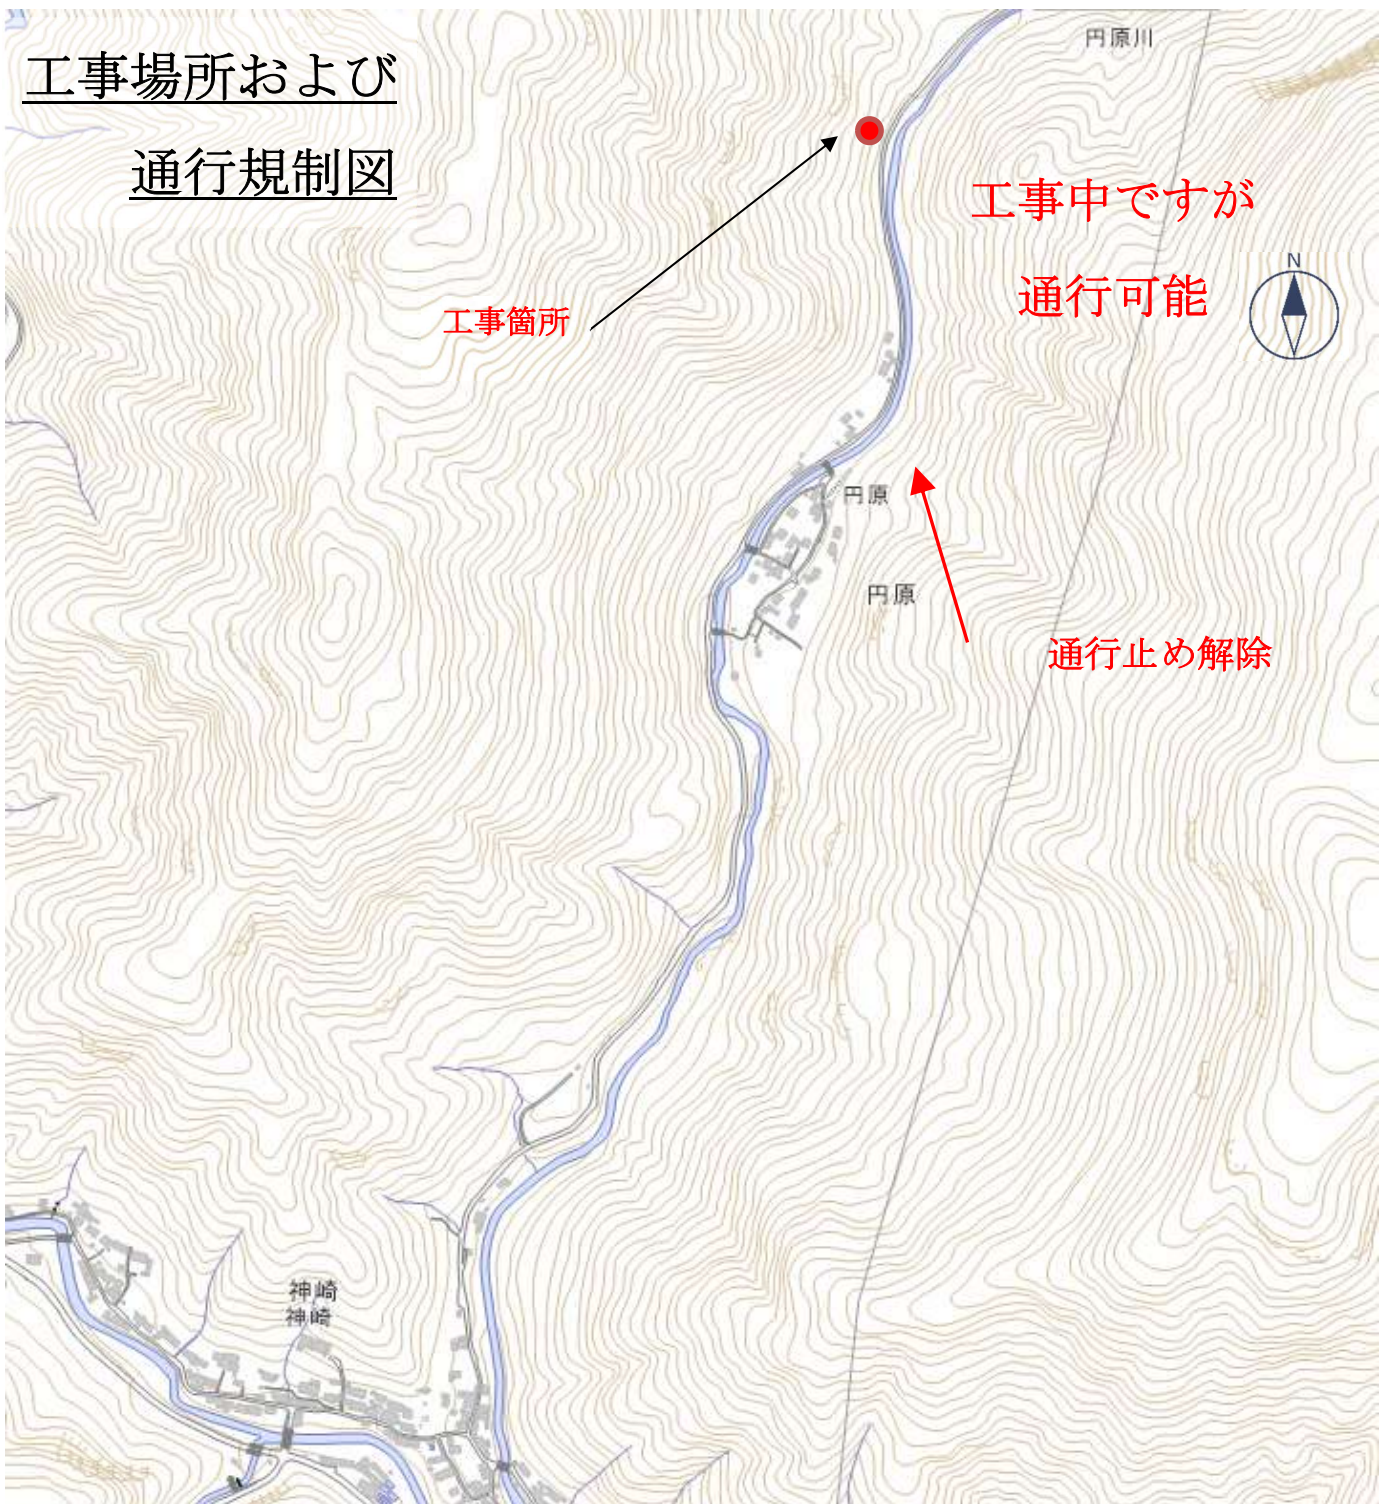 工事場所および
通行規制図
円原川
工事中ですが
通行可能
N
工事箇所
円原
円原
通行止め解除
神崎
神崎